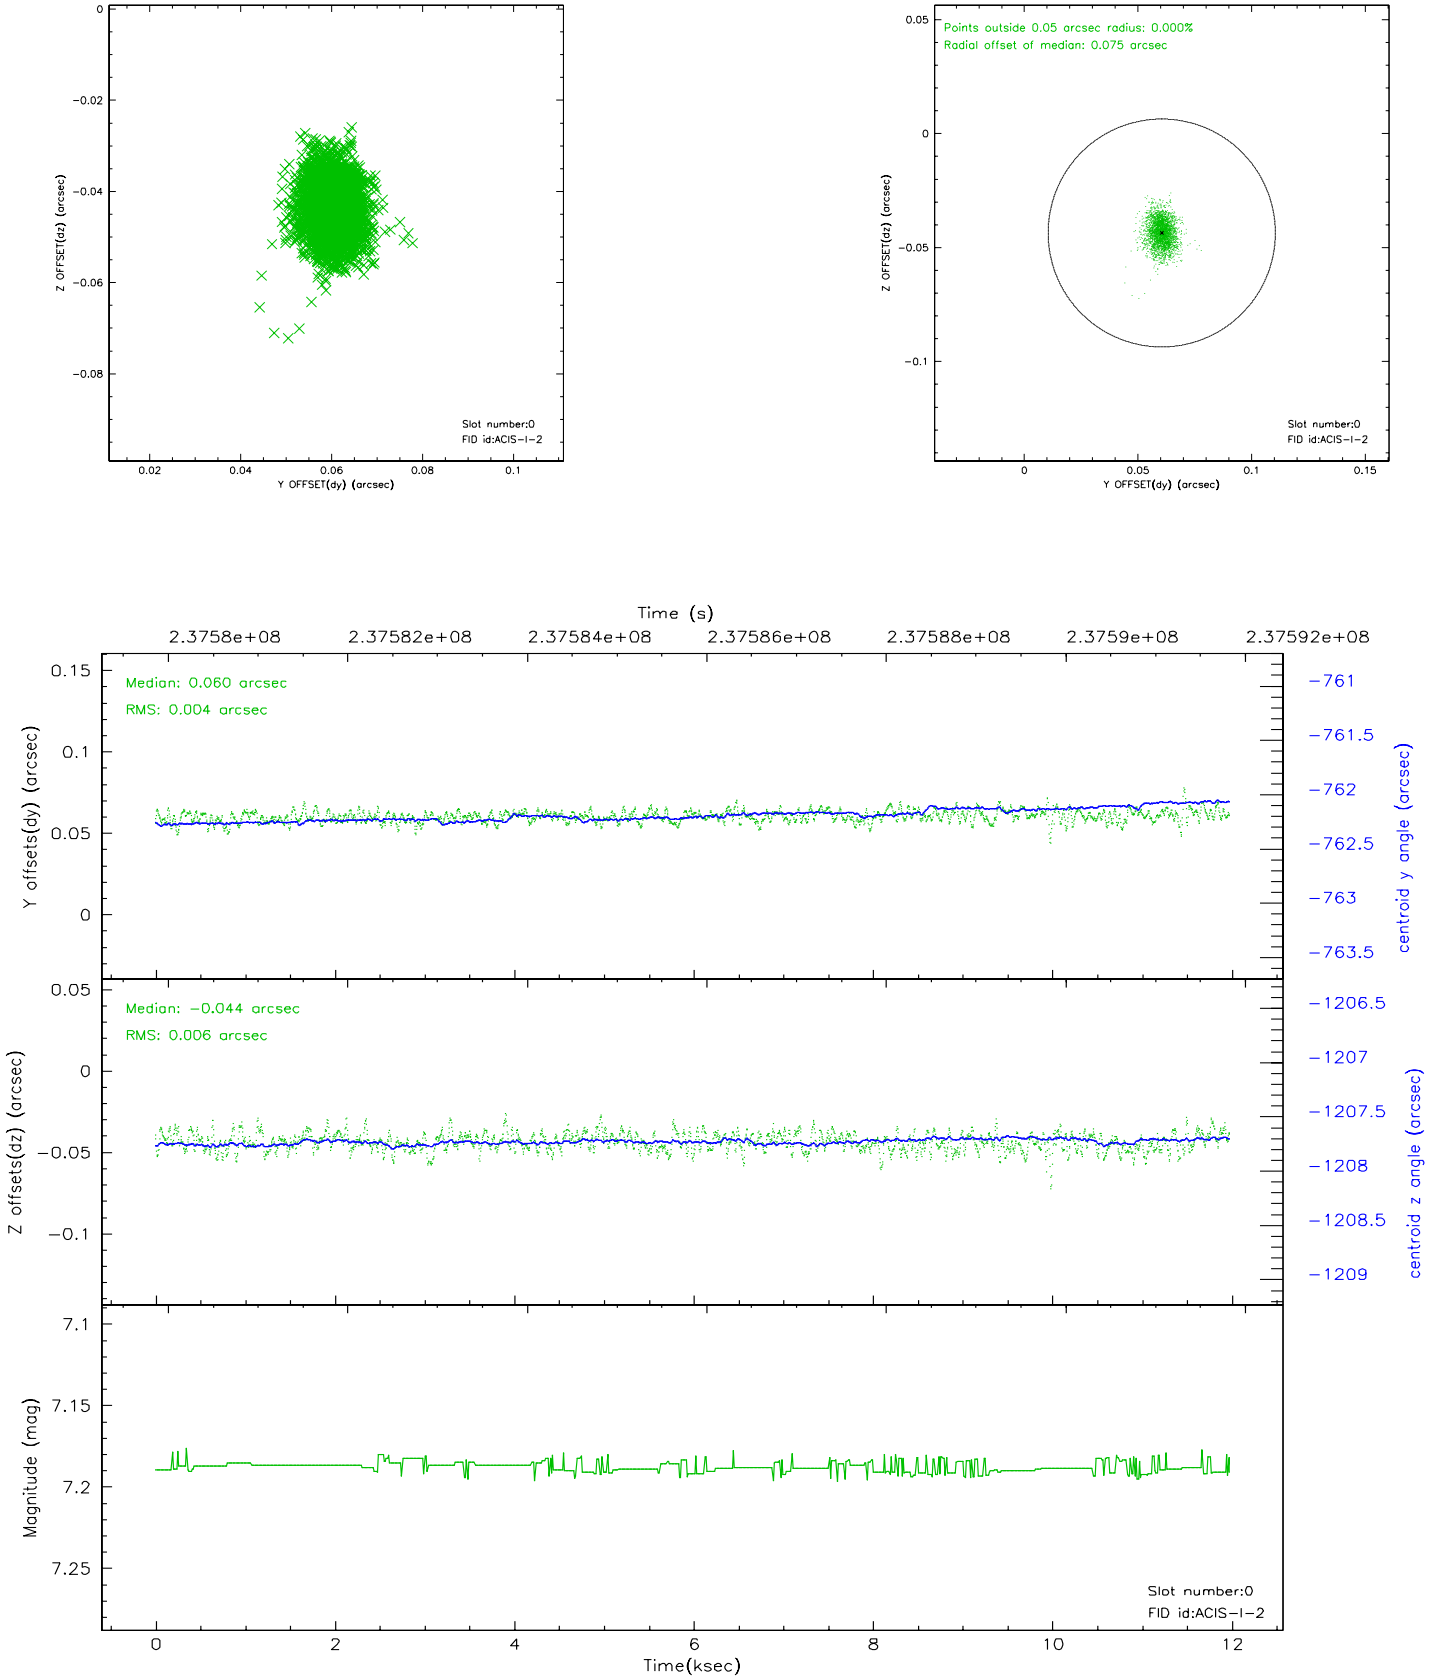 0
−0.02
−0.04
−0.06
−0.08
Z OFFSET(dz) (arcsec)
Slot number:0
FID id:ACIS−I−2
0.02 0.04 0.06 0.08 0.1
Y OFFSET(dy) (arcsec)
0.05
0
−0.05
−0.1
Z OFFSET(dz) (arcsec)
Points outside 0.05 arcsec radius: 0.000%
Radial offset of median: 0.075 arcsec
Slot number:0
FID id:ACIS−I−2
0 0.05 0.1 0.15
Y OFFSET(dy) (arcsec)
Time (s)
2.3758e+08 2.37582e+08 2.37584e+08 2.37586e+08 2.37588e+08 2.3759e+08 2.37592e+08
0.15
0.1
0.05
0
Y offsets(dy) (arcsec)
Median: 0.060 arcsec
RMS: 0.004 arcsec
−761
−761.5
−762
−762.5
−763
−763.5
centroid y angle (arcsec)
0.05
0
−0.05
−0.1
Z offsets(dz) (arcsec)
Median: −0.044 arcsec
RMS: 0.006 arcsec
−1206.5
−1207
−1207.5
−1208
−1208.5
−1209
centroid z angle (arcsec)
7.1
7.15
7.2
7.25
Magnitude (mag)
Slot number:0
FID id:ACIS−I−2
0 2 4 6 8 10 12
Time(ksec)